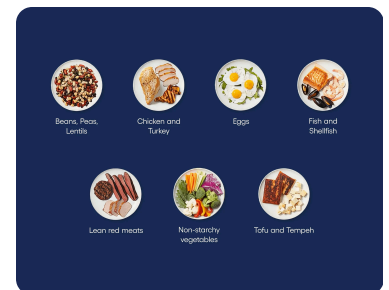 Beans, Peas,
Lentils
Chicken and
Turkey
Eggs
Fish and
Shellfish
Lean red meats
Non-starchy
vegetables
Tofu and Tempeh